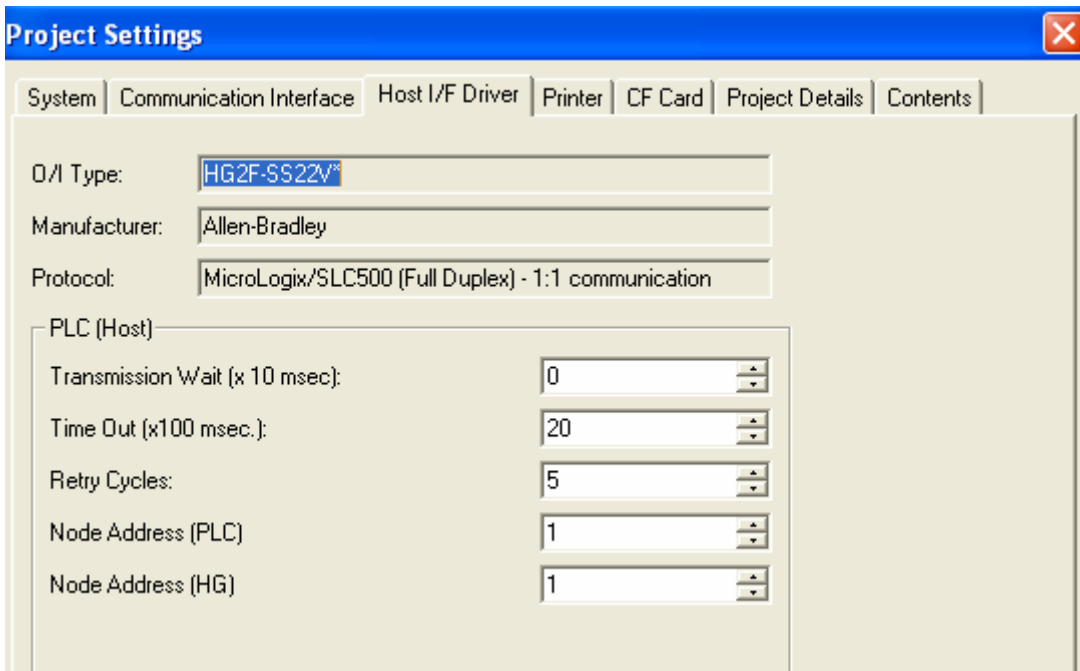 Project Settings
System Communication Interface Host I/F Driver Printer CF Card Project Details Contents
O/I Type: HG2F-SS22V*
Manufacturer: Allen-Bradley
Protocol: MicroLogix/SLC500 (Full Duplex) - 1:1 communication
PLC (Host)
Transmission Wait (x 10 msec): 0
Time Out (x100 msec.): 20
Retry Cycles: 5
Node Address (PLC) 1
Node Address (HG) 1